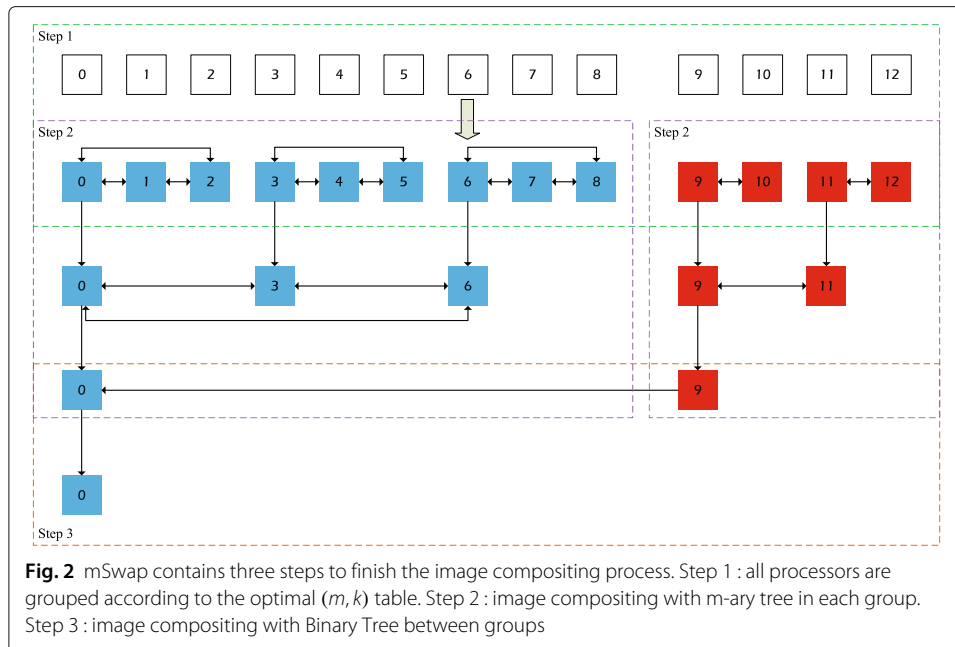 Step 1
0 1 2 3 4 5 6 7 8 9 10 11 12
Step 2 Step 2
0 1 2 3 4 5 6 7 8 9 10 11 12
0 3 6 9 11
0 9
0
Step 3
Fig. 2 mSwap contains three steps to finish the image compositing process. Step 1 : all processors are
grouped according to the optimal (m, k) table. Step 2 : image compositing with m-ary tree in each group.
Step 3 : image compositing with Binary Tree between groups